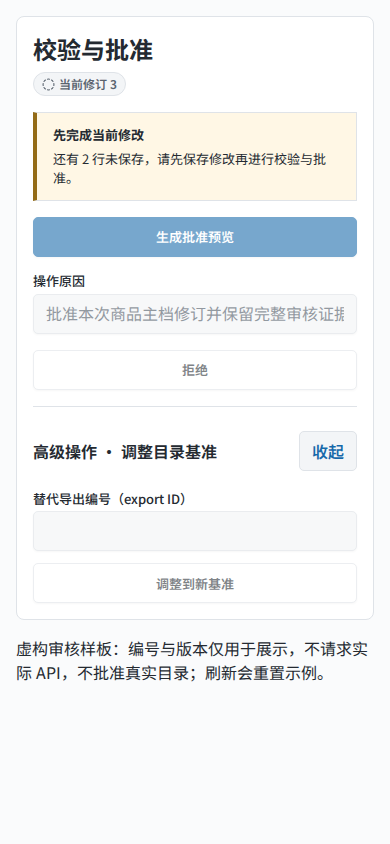 校验与批准
当前修订 3
先完成当前修改
还有 2 行未保存，请先保存修改再进行校验与批
准。
生成批准预览
操作原因
批准本次商品主档修订并保留完整审核证据
拒绝
高级操作 · 调整目录基准
收起
替代导出编号（export ID）
调整到新基准
虚构审核样板：编号与版本仅用于展示，不请求实
际 API，不批准真实目录；刷新会重置示例。